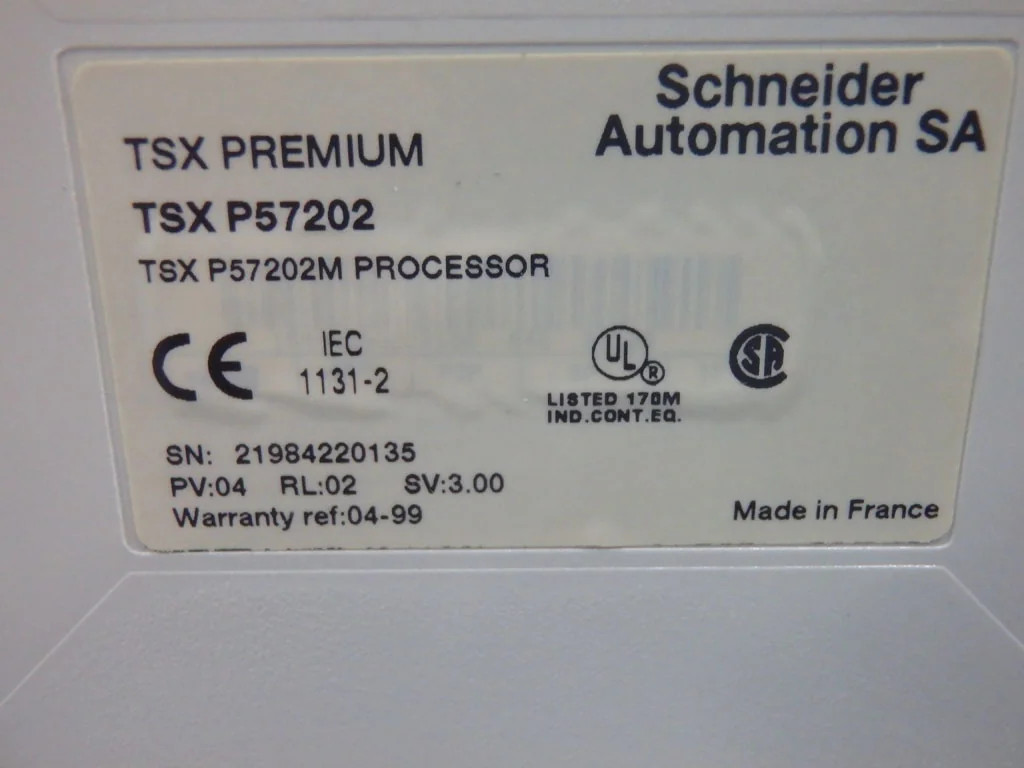 Schneider
Automation SA
TSX PREMIUM
TSX P57202
TSX P57202M PROCESSOR
CE
IEC
1131-2
UL ®
LISTED 170M
IND.CONT.EQ.
SA
SN: 21984220135
PV:04 RL:02 SV:3.00
Warranty ref:04-99
Made in France